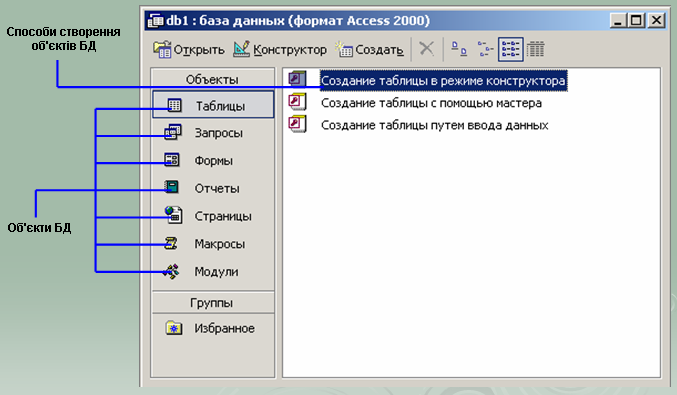 Способи створення
об'єктів БД
Об'єкти БД
db1 : база данных (формат Access 2000)
Открыть Конструктор Создать
Объекты
Таблицы
Запросы
Формы
Отчеты
Страницы
Макросы
Модули
Группы
Избранное
Создание таблицы в режиме конструктора
Создание таблицы с помощью мастера
Создание таблицы путем ввода данных